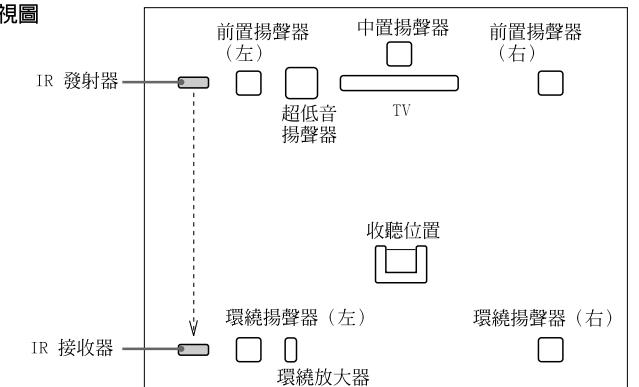 視圖
前置揚聲器
（左）
中置揚聲器
前置揚聲器
（右）
IR 發射器
超低音
揚聲器
TV
收聽位置
環繞揚聲器（左）
環繞揚聲器（右）
IR 接收器
環繞放大器